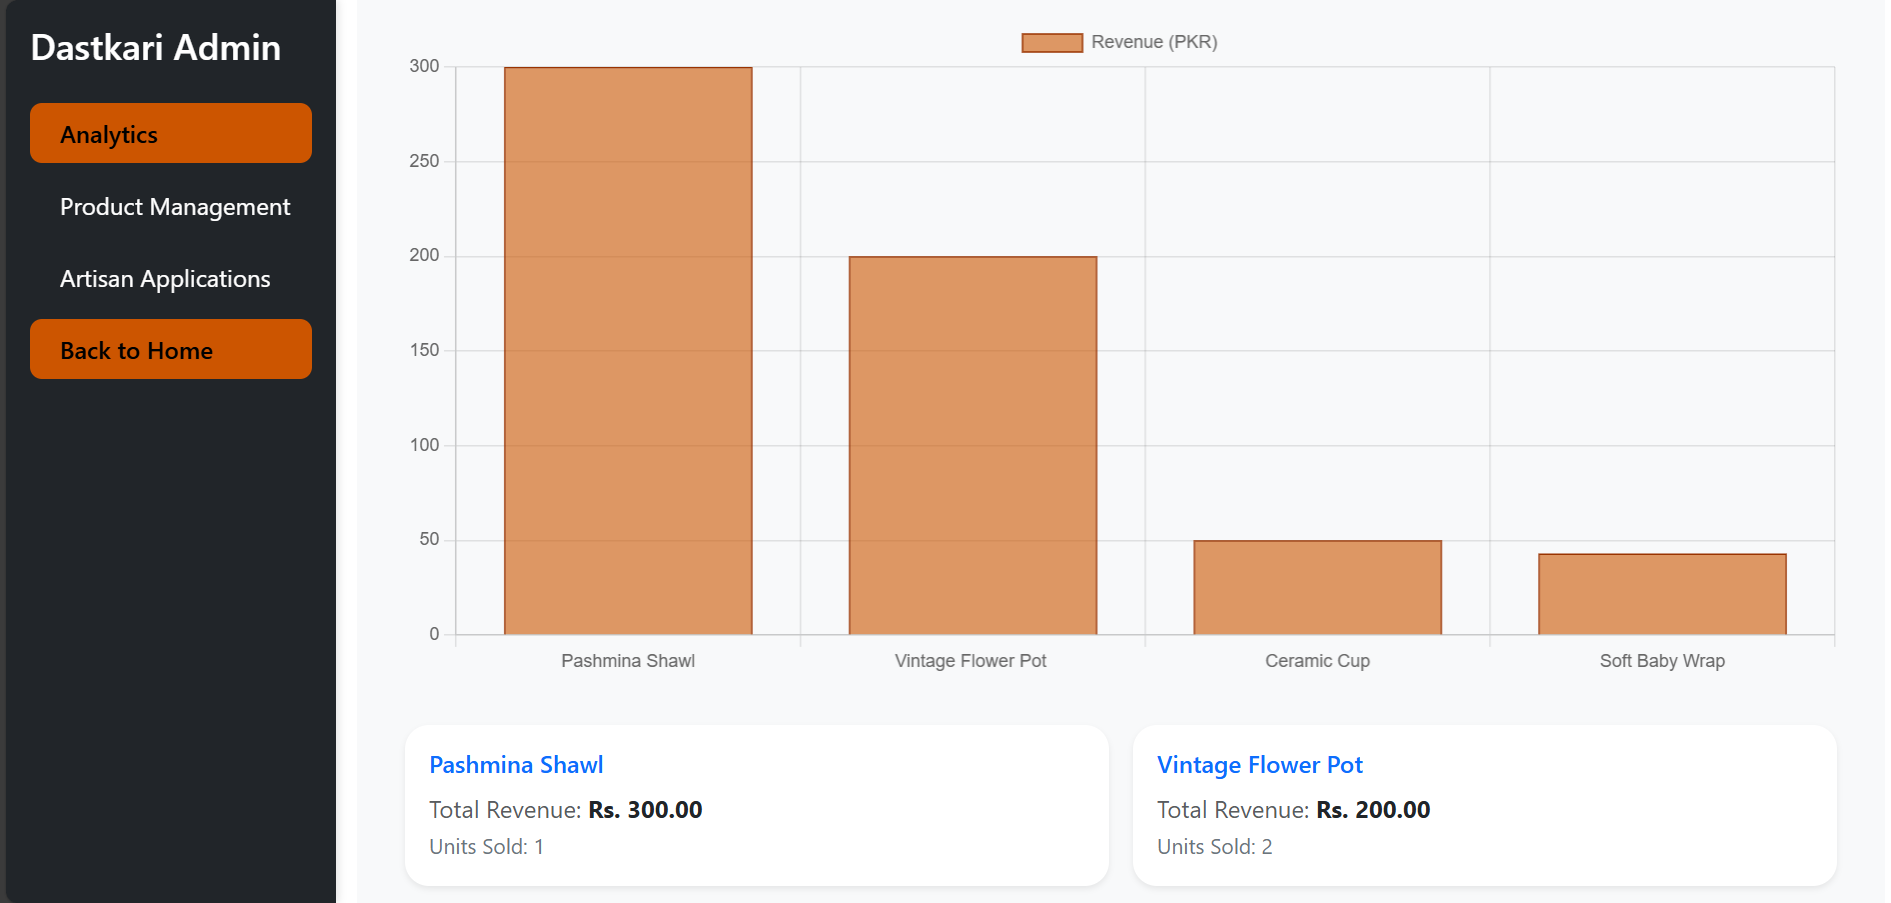 Dastkari Admin
Analytics
Product Management
Artisan Applications
Back to Home
Revenue (PKR)
300
250
200
150
100
50
0
Pashmina Shawl
Vintage Flower Pot
Ceramic Cup
Soft Baby Wrap
Pashmina Shawl
Total Revenue: Rs. 300.00
Units Sold: 1
Vintage Flower Pot
Total Revenue: Rs. 200.00
Units Sold: 2